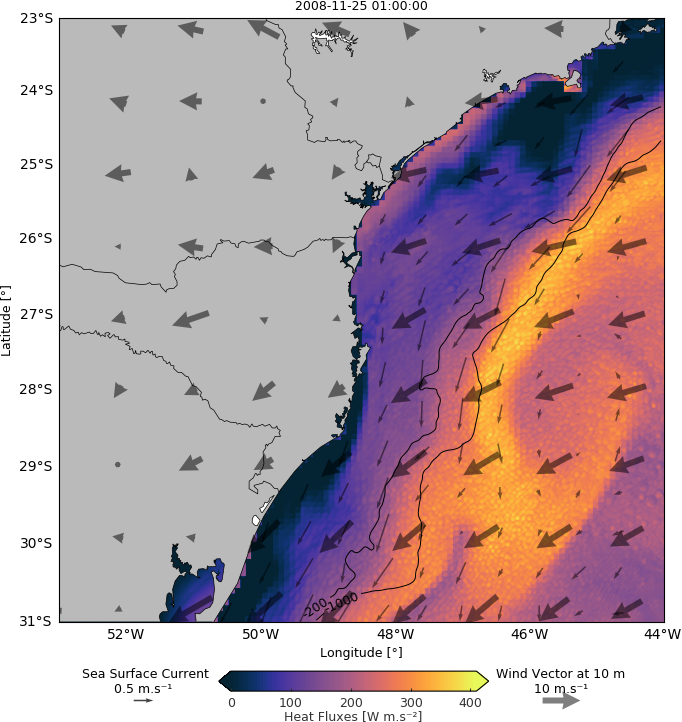 2008-11-25 01:00:00
23°S
24°S
25°S
26°S
27°S
28°S
29°S
30°S
31°S
Latitude [°]
-200
-1000
52°W 50°W 48°W 46°W 44°W
Longitude [°]
Sea Surface Current
0.5 m.s⁻¹
Wind Vector at 10 m
10 m.s⁻¹
0 100 200 300 400
Heat Fluxes [W m.s⁻²]